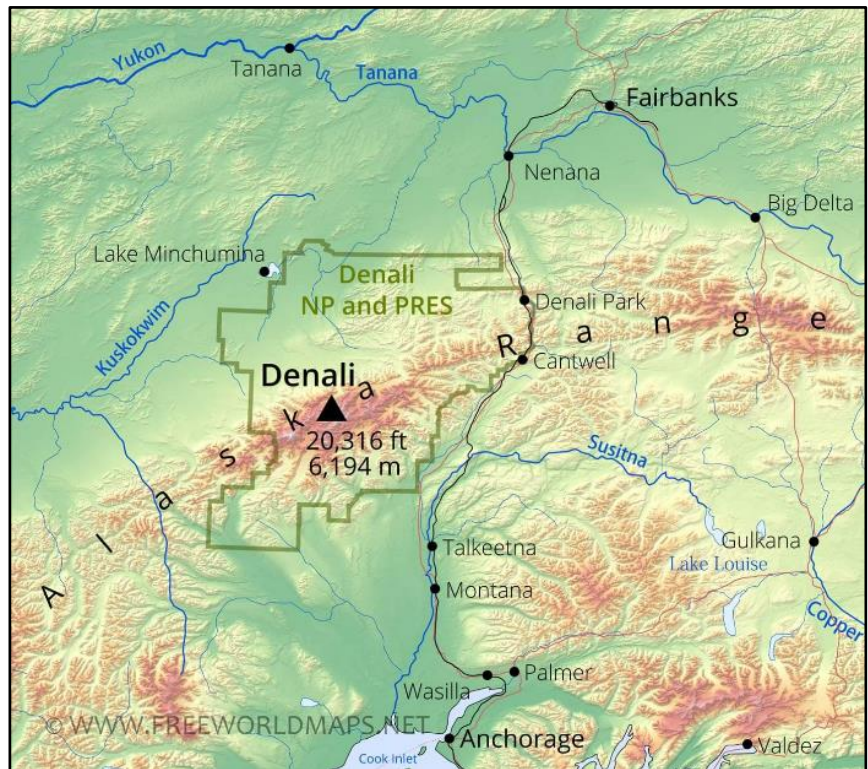 Yukon
Tanana
Tanana
Fairbanks
Nenana
Big Delta
Lake Minchumina
Denali
NP and PRES
Denali Park
Kuskokwim
Alaska Range
Cantwell
Denali
20,316 ft
6,194 m
Susitna
Talkeetna
Gulkana
Lake Louise
Montana
Copper
Palmer
Wasilla
© WWW.FREEWORLDMAPS.NET
Anchorage
Valdez
Cook Inlet